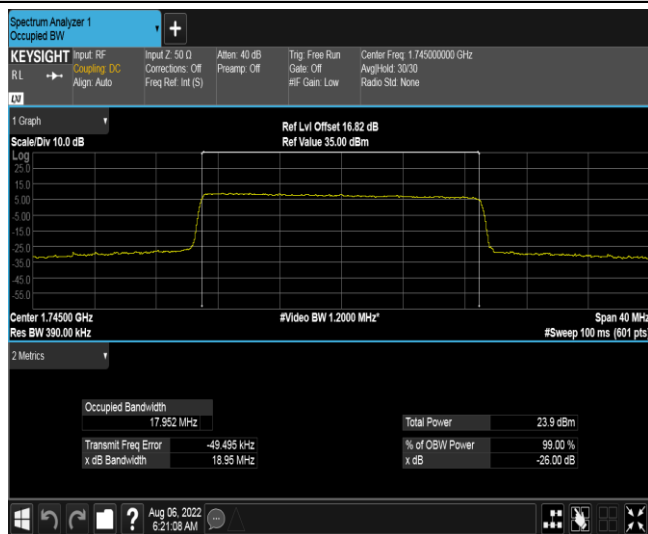 Spectrum Analyzer 1
Occupied BW
KEYSIGHT
R L
LXI
Input: RF
Coupling: DC
Align: Auto
Input Z: 50 Ω
Corrections: Off
Freq Ref: Int (S)
Atten: 40 dB
Preamp: Off
Trig: Free Run
Gate: Off
#IF Gain: Low
Center Freq: 1.745000000 GHz
Avg|Hold: 30/30
Radio Std: None
1 Graph
Scale/Div 10.0 dB
Ref Lvl Offset 16.82 dB
Ref Value 35.00 dBm
Log
25.0
15.0
5.00
-5.00
-15.0
-25.0
-35.0
-45.0
-55.0
Center 1.74500 GHz
#Video BW 1.2000 MHz*
Span 40 MHz
Res BW 390.00 kHz
#Sweep 100 ms (601 pts)
2 Metrics
Occupied Bandwidth
17.952 MHz
Total Power 23.9 dBm
Transmit Freq Error -49.495 kHz
% of OBW Power 99.00 %
x dB Bandwidth 18.95 MHz
x dB -26.00 dB
?
Aug 06, 2022
6:21:08 AM